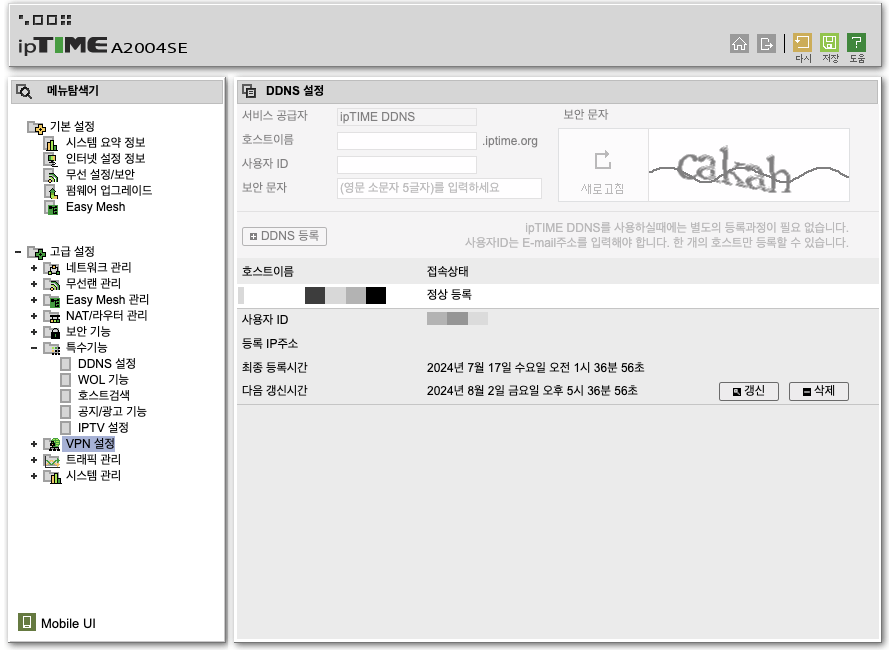 ipTIME A2004SE
다시 저장 도움
메뉴탐색기
기본 설정
시스템 요약 정보
인터넷 설정 정보
무선 설정/보안
펌웨어 업그레이드
Easy Mesh
고급 설정
네트워크 관리
무선랜 관리
Easy Mesh 관리
NAT/라우터 관리
보안 기능
특수기능
DDNS 설정
WOL 기능
호스트검색
공지/광고 기능
IPTV 설정
VPN 설정
트래픽 관리
시스템 관리
Mobile UI
DDNS 설정
서비스 공급자 ipTIME DDNS
호스트이름 .iptime.org
사용자 ID
보안 문자 (영문 소문자 5글자)를 입력하세요
보안 문자
새로고침
cakah
DDNS 등록
ipTIME DDNS를 사용하실때에는 별도의 등록과정이 필요 없습니다.
사용자ID는 E-mail주소를 입력해야 합니다. 한 개의 호스트만 등록할 수 있습니다.
호스트이름 접속상태
정상 등록
사용자 ID
등록 IP주소
최종 등록시간 2024년 7월 17일 수요일 오전 1시 36분 56초
다음 갱신시간 2024년 8월 2일 금요일 오후 5시 36분 56초 갱신 삭제